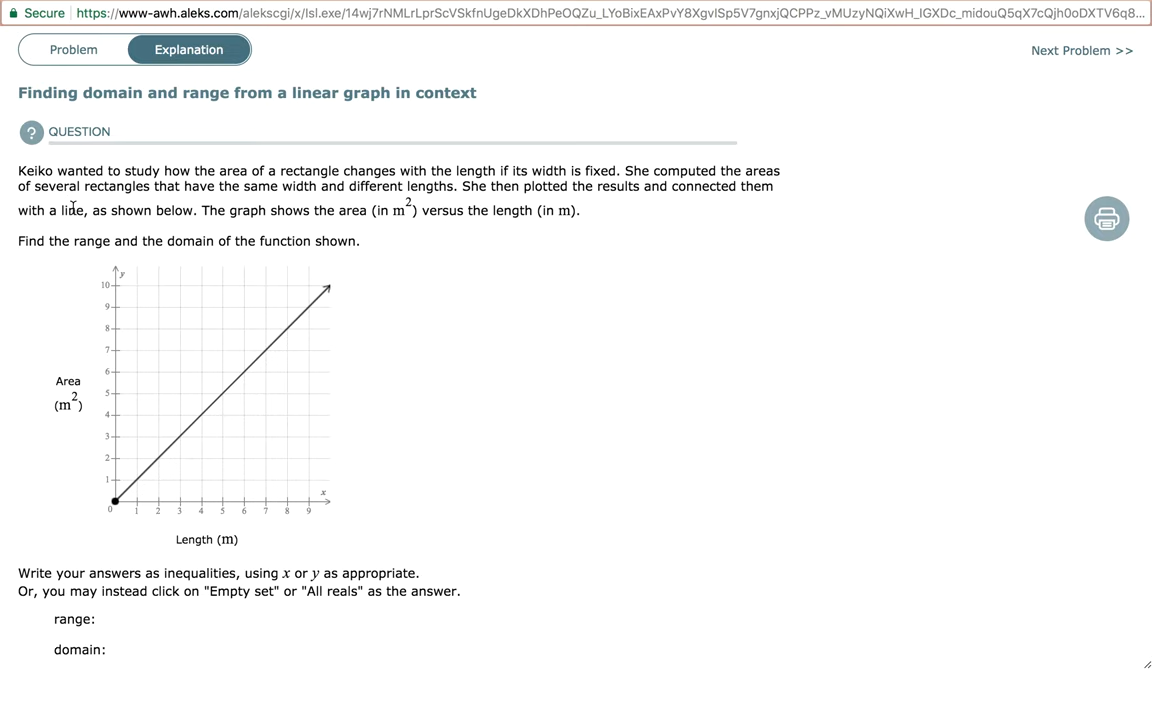 Secure https://www-awh.aleks.com/alekscgi/x/Isl.exe/14wj7rNMLrLprScVSkfnUgeDkXDhPeOQZu_LYoBixEAxPvY8XgvISp5V7gnxjQCPPz_vMUzyNQiXwH_IGXDc_midouQ5qX7cQjh0oDXTV6q8...
Problem Explanation Next Problem >>
Finding domain and range from a linear graph in context
? QUESTION
Keiko wanted to study how the area of a rectangle changes with the length if its width is fixed. She computed the areas
of several rectangles that have the same width and different lengths. She then plotted the results and connected them
with a line, as shown below. The graph shows the area (in m²) versus the length (in m).
Find the range and the domain of the function shown.
y
10
9
8
7
6
Area
(m²)
5
4
3
2
1
x
0 1 2 3 4 5 6 7 8 9
Length (m)
Write your answers as inequalities, using x or y as appropriate.
Or, you may instead click on "Empty set" or "All reals" as the answer.
range:
domain: